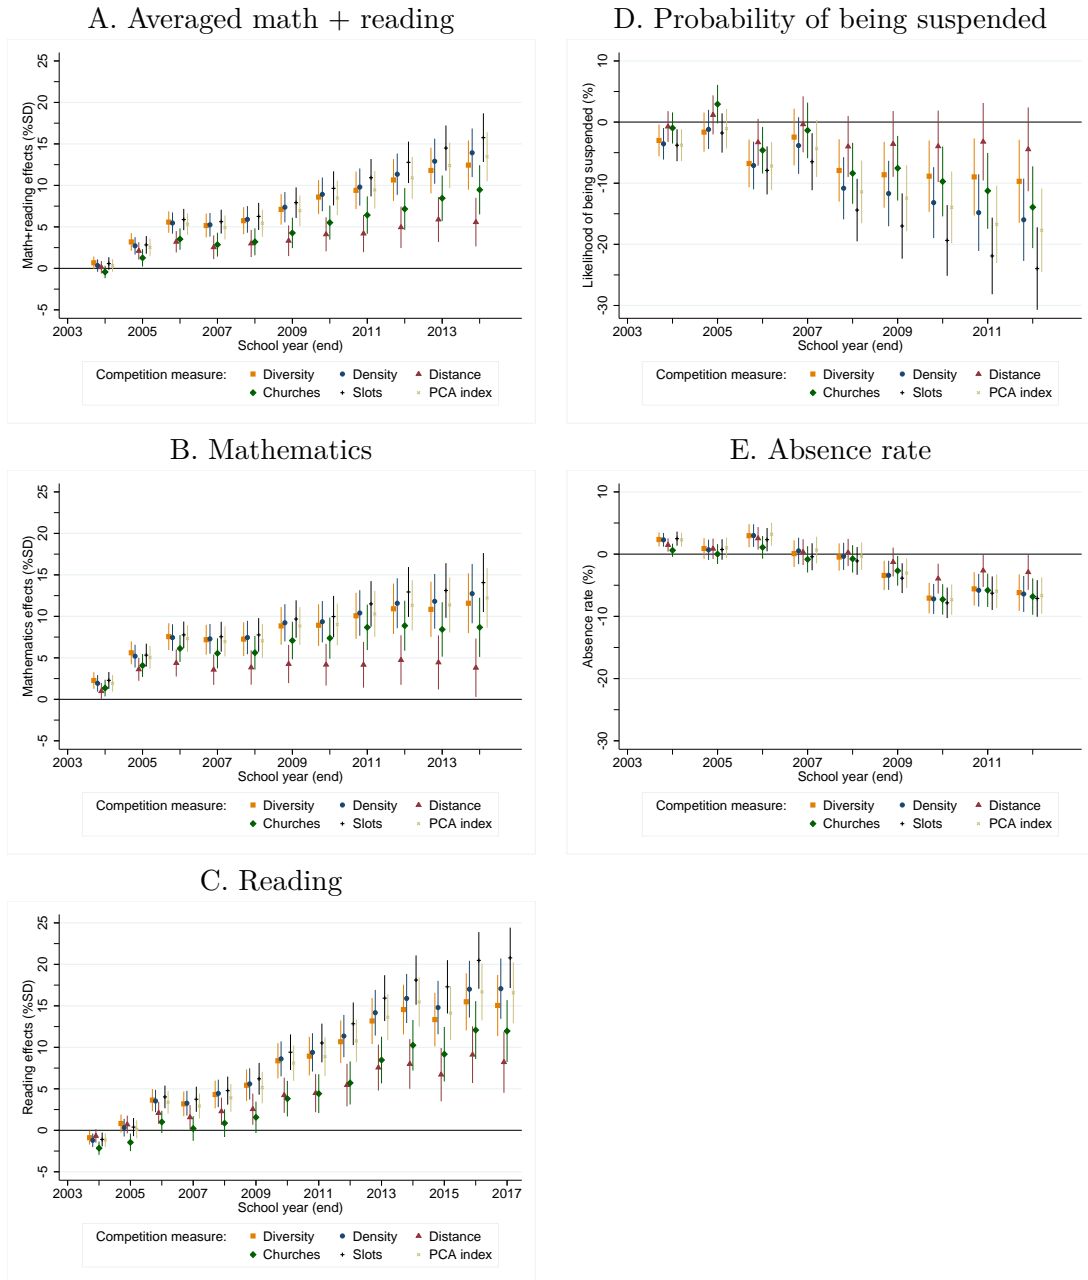 A. Averaged math + reading
Math+reading effects (%SD)
25
20
15
10
5
0
-5
2003 2005 2007 2009 2011 2013
School year (end)
Competition measure: Diversity Density Distance
Churches Slots PCA index
D. Probability of being suspended
Likelihood of being suspended (%)
10
0
-10
-20
-30
2003 2005 2007 2009 2011
School year (end)
Competition measure: Diversity Density Distance
Churches Slots PCA index
B. Mathematics
Mathematics effects (%SD)
25
20
15
10
5
0
-5
2003 2005 2007 2009 2011 2013
School year (end)
Competition measure: Diversity Density Distance
Churches Slots PCA index
E. Absence rate
Absence rate (%)
10
0
-10
-20
-30
2003 2005 2007 2009 2011
School year (end)
Competition measure: Diversity Density Distance
Churches Slots PCA index
C. Reading
Reading effects (%SD)
25
20
15
10
5
0
-5
2003 2005 2007 2009 2011 2013 2015 2017
School year (end)
Competition measure: Diversity Density Distance
Churches Slots PCA index